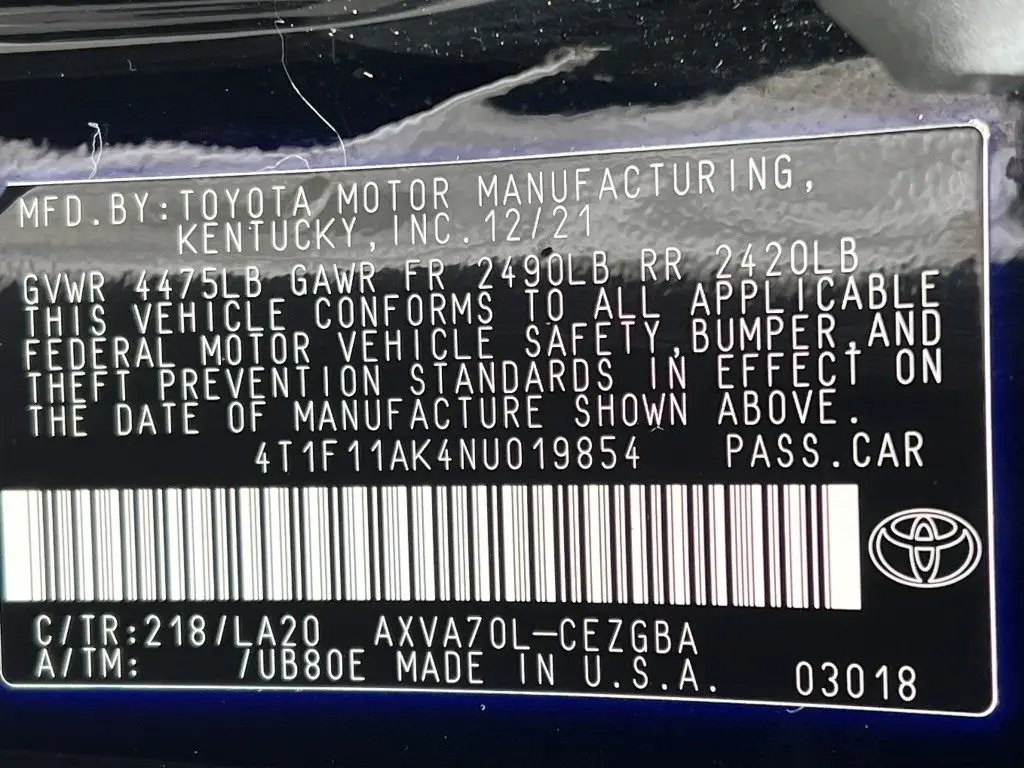 MFD.BY:TOYOTA MOTOR MANUFACTURING,
KENTUCKY,INC.12/21
GVWR 4475LB GAWR FR 2490LB RR 2420LB
THIS VEHICLE CONFORMS TO ALL APPLICABLE
FEDERAL MOTOR VEHICLE SAFETY,BUMPER,AND
THEFT PREVENTION STANDARDS IN EFFECT ON
THE DATE OF MANUFACTURE SHOWN ABOVE.
4T1F11AK4NU019854 PASS.CAR
C/TR:218/LA20 AXVA70L-CEZGBA
A/TM: /UB80E MADE IN U.S.A. 03018